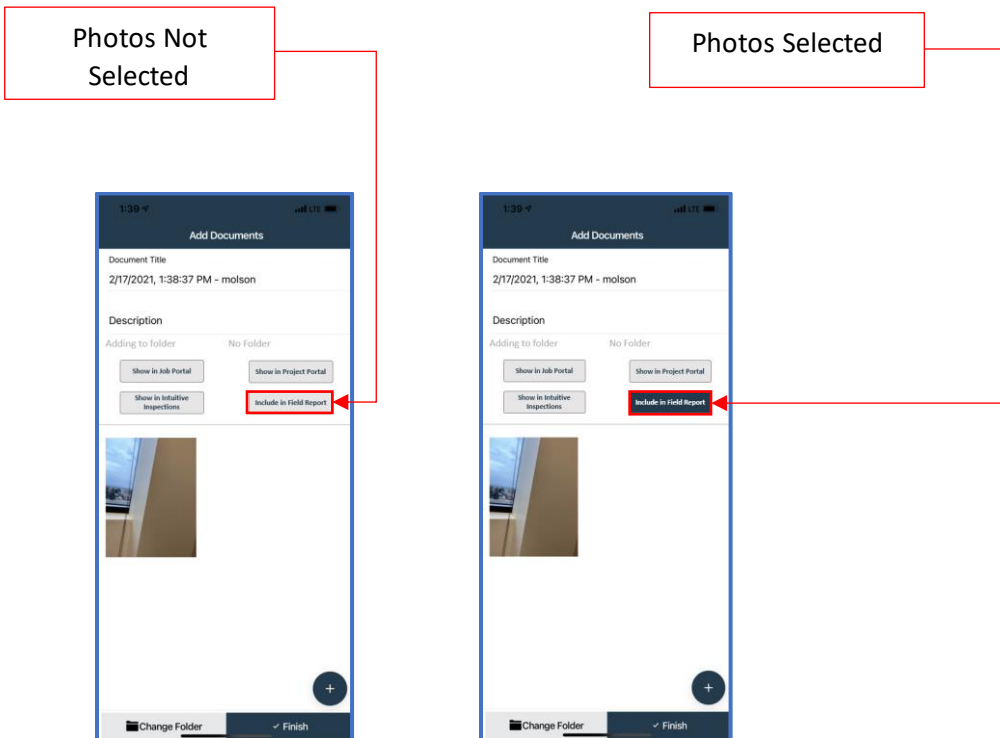 Photos Not
Selected
Photos Selected
1:39
LTE
Add Documents
Document Title
2/17/2021, 1:38:37 PM - molson
Description
Adding to folder No Folder
Show in Job Portal Show in Project Portal
Show in Intuitive
Inspections
Include in Field Report
+
Change Folder ✓ Finish
1:39
LTE
Add Documents
Document Title
2/17/2021, 1:38:37 PM - molson
Description
Adding to folder No Folder
Show in Job Portal Show in Project Portal
Show in Intuitive
Inspections
Include in Field Report
+
Change Folder ✓ Finish